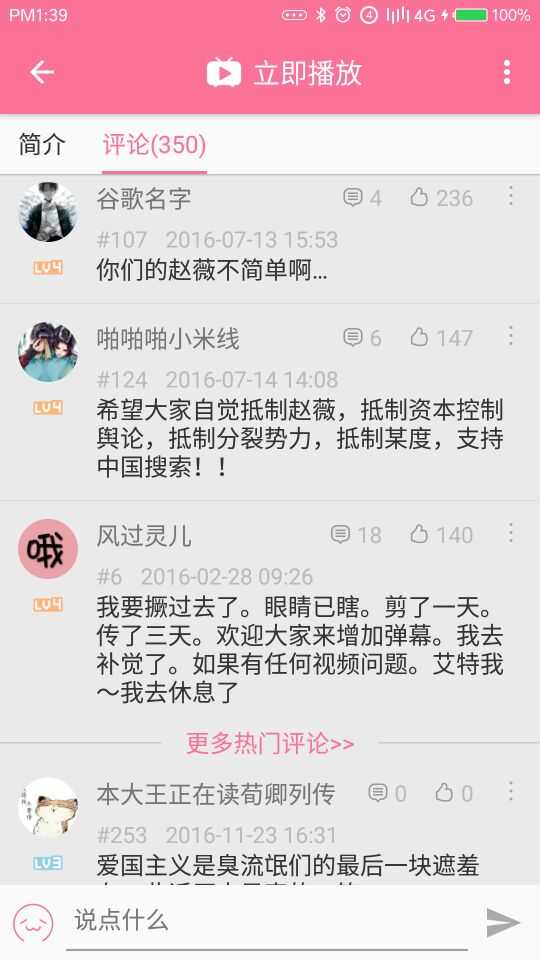 PM1:39
4 4G 100%
立即播放
简介 评论(350)
谷歌名字 4 236
#107 2016-07-13 15:53
LV4
你们的赵薇不简单啊...
啪啪啪小米线 6 147
#124 2016-07-14 14:08
LV4
希望大家自觉抵制赵薇，抵制资本控制
舆论，抵制分裂势力，抵制某度，支持
中国搜索！！
哦
风过灵儿 18 140
#6 2016-02-28 09:26
LV4
我要撅过去了。眼睛已瞎。剪了一天。
传了三天。欢迎大家来增加弹幕。我去
补觉了。如果有任何视频问题。艾特我
～我去休息了
更多热门评论>>
本大王正在读荀卿列传 0 0
#253 2016-11-23 16:31
LV3
爱国主义是臭流氓们的最后一块遮羞
说点什么